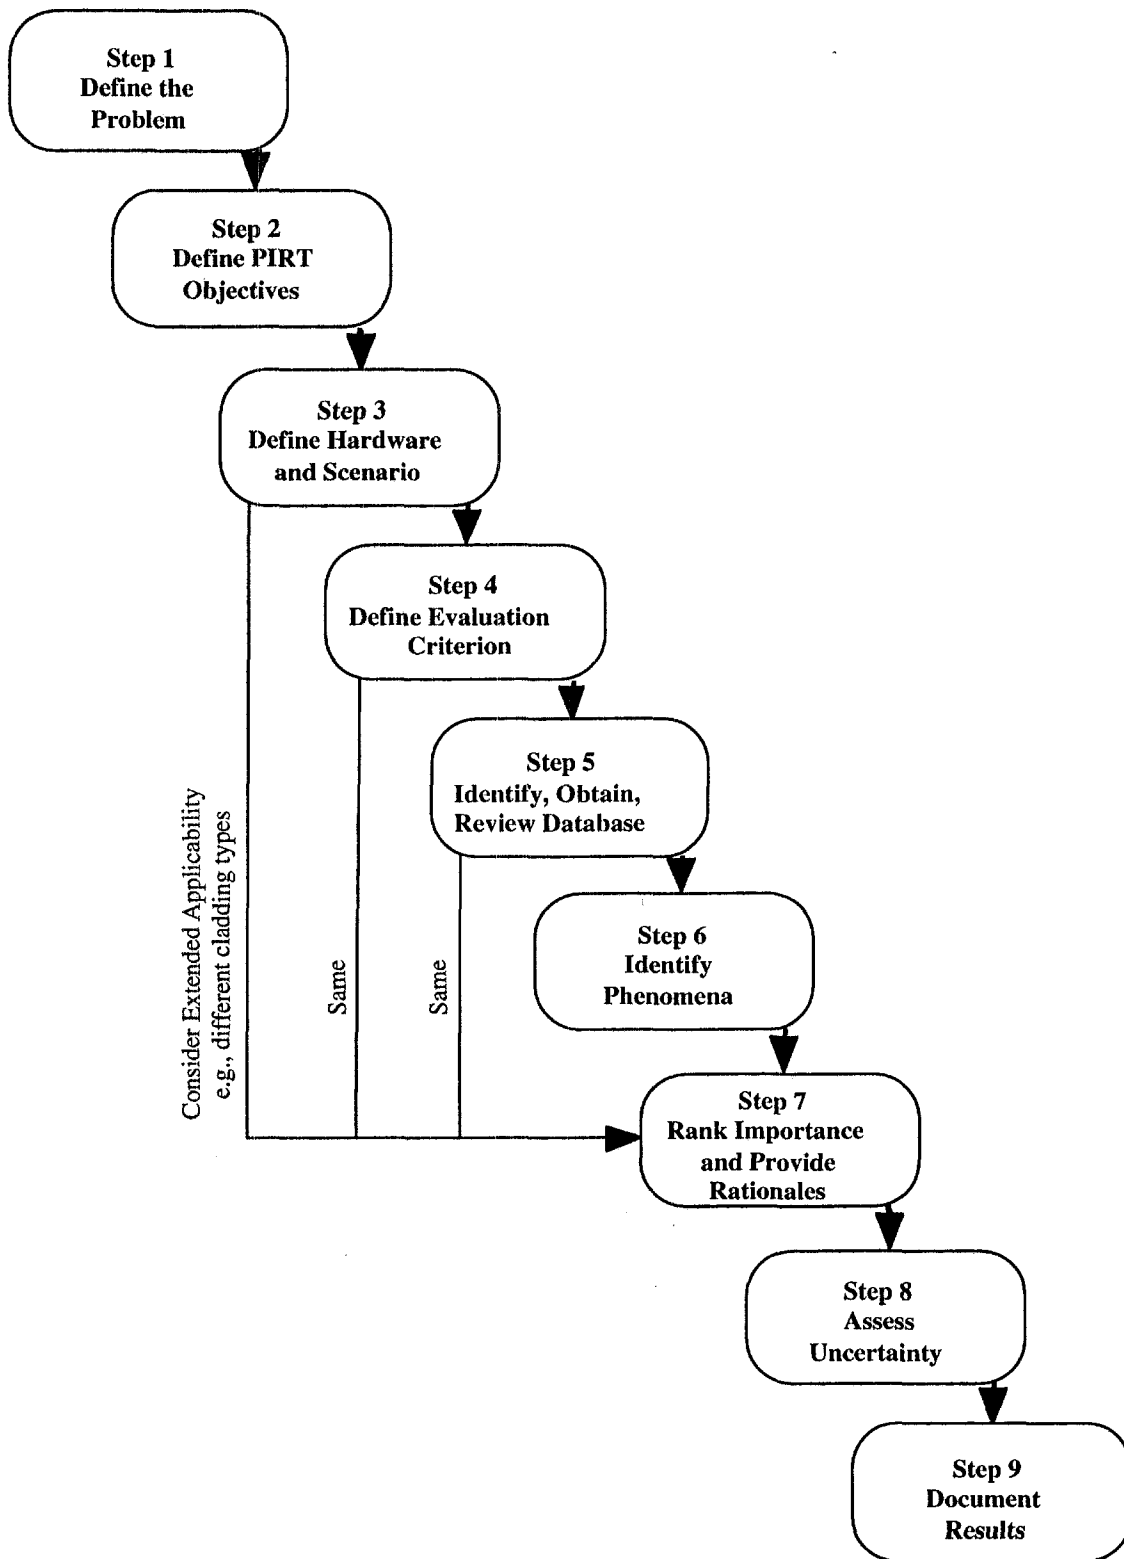 Step 1
Define the
Problem
Step 2
Define PIRT
Objectives
Step 3
Define Hardware
and Scenario
Step 4
Define Evaluation
Criterion
Step 5
Identify, Obtain,
Review Database
Consider Extended Applicability
e.g., different cladding types
Same
Same
Step 6
Identify
Phenomena
Step 7
Rank Importance
and Provide
Rationales
Step 8
Assess
Uncertainty
Step 9
Document
Results